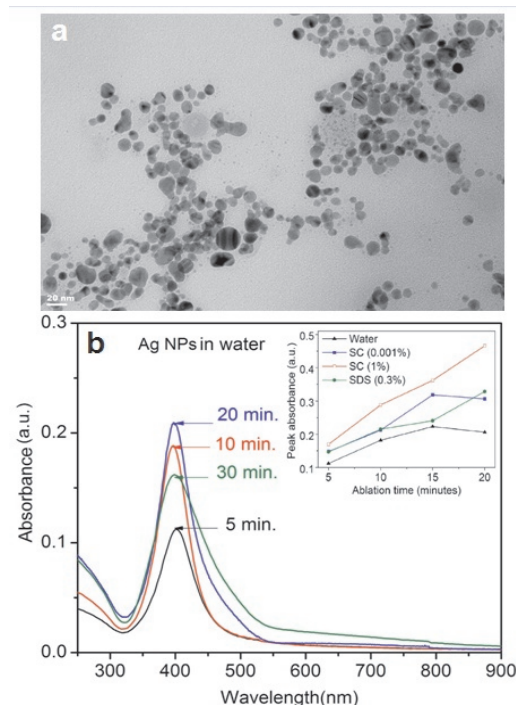 a
20 nm
0.3
0.2
0.1
0.0
Absorbance (a.u.)
b
Ag NPs in water
20 min.
10 min.
30 min.
5 min.
0.5
0.4
0.3
0.2
0.1
Peak absorbance (a.u.)
Water
SC (0.001%)
SC (1%)
SDS (0.3%)
5
10
15
20
Ablation time (minutes)
300
400
500
600
700
800
900
Wavelength(nm)